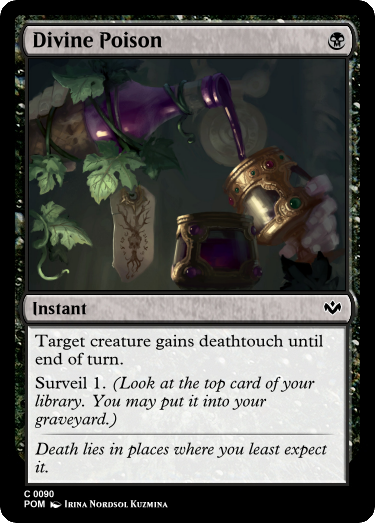 Divine Poison
Instant
Target creature gains deathtouch until
end of turn.
Surveil 1. (Look at the top card of your
library. You may put it into your
graveyard.)
Death lies in places where you least expect
it.
C 0090
POM Irina Nordsol Kuzmina